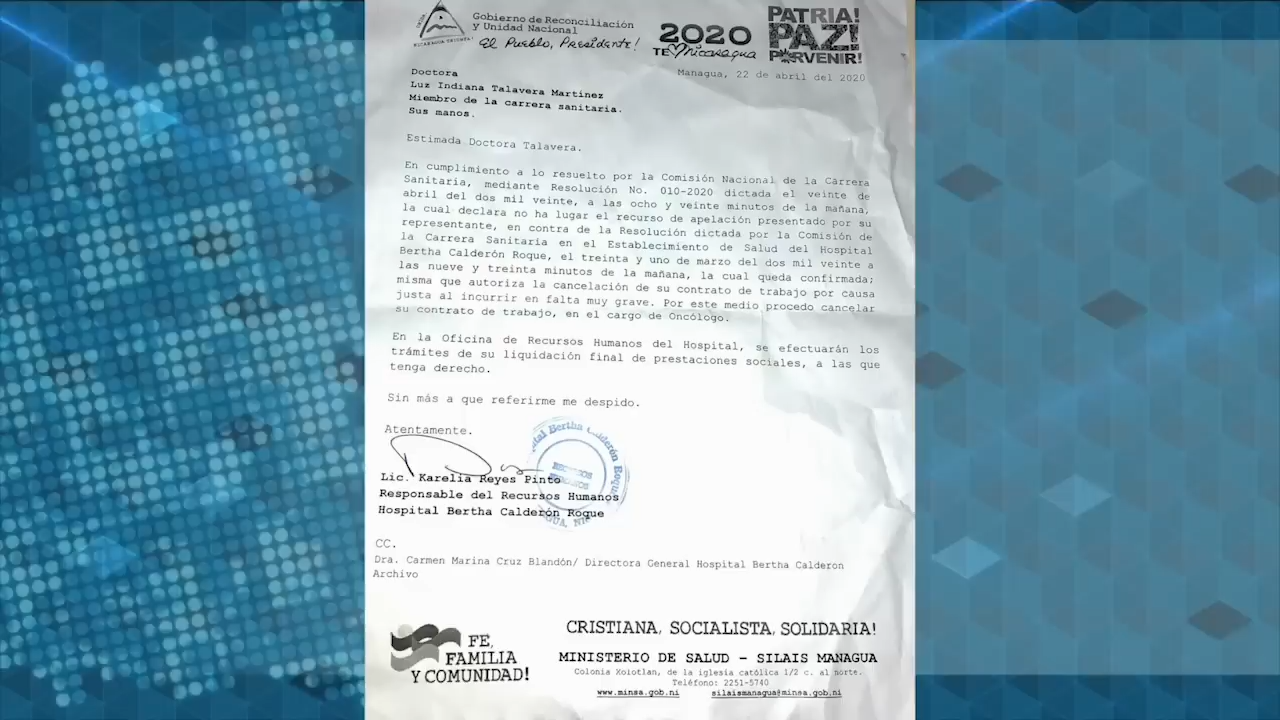 Gobierno de Reconciliación
y Unidad Nacional
El Pueblo, Presidente!
2020
TE Nicaragua
PATRIA!
PAZ!
PORVENIR!
Managua, 22 de abril del 2020
Doctora
Luz Indiana Talavera Martinez
Miembro de la carrera sanitaria.
Sus manos.
Estimada Doctora Talavera.
En cumplimiento a lo resuelto por la Comisión Nacional de la Carrera
Sanitaria, mediante Resolución No. 010-2020 dictada el veinte de
abril del dos mil veinte, a las ocho y veinte minutos de la mañana,
la cual declara no ha lugar el recurso de apelación presentado por su
representante, en contra de la Resolución dictada por la Comisión de
la Carrera Sanitaria en el Establecimiento de Salud del Hospital
Bertha Calderón Roque, el treinta y uno de marzo del dos mil veinte a
las nueve y treinta minutos de la mañana, la cual queda confirmada;
misma que autoriza la cancelación de su contrato de trabajo por causa
justa al incurrir en falta muy grave. Por este medio procedo cancelar
su contrato de trabajo, en el cargo de Oncólogo.
En la Oficina de Recursos Humanos del Hospital, se efectuarán los
trámites de su liquidación final de prestaciones sociales, a las que
tenga derecho.
Sin más a que referirme me despido.
Atentamente.
Bertha Calderón Roque
RECURSOS
HUMANOS
Lic. Karelia Reyes Pinto
Responsable del Recursos Humanos
Hospital Bertha Calderón Roque
CC.
Dra. Carmen Marina Cruz Blandón/ Directora General Hospital Bertha Calderon
Archivo
FE,
FAMILIA
Y COMUNIDAD!
CRISTIANA, SOCIALISTA, SOLIDARIA!
MINISTERIO DE SALUD - SILAIS MANAGUA
Colonia Xolotlan, de la iglesia católica 1/2 c. al norte.
Teléfono: 2251-5740
www.minsa.gob.ni silaismanagua@minsa.gob.ni